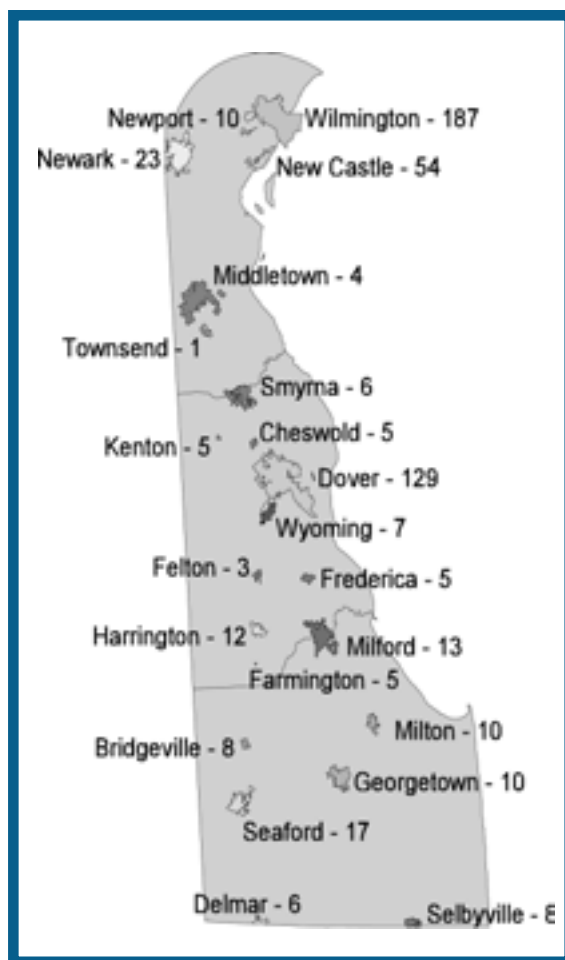 Newport - 10
Wilmington - 187
Newark - 23
New Castle - 54
Middletown - 4
Townsend - 1
Smyrna - 6
Kenton - 5
Cheswold - 5
Dover - 129
Wyoming - 7
Felton - 3
Frederica - 5
Harrington - 12
Milford - 13
Farmington - 5
Milton - 10
Bridgeville - 8
Georgetown - 10
Seaford - 17
Delmar - 6
Selbyville -